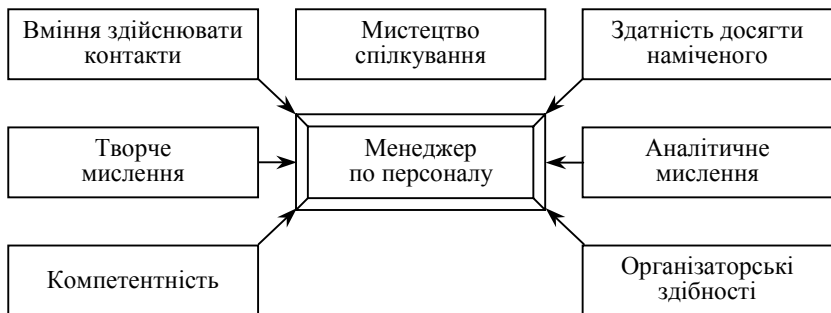 Вміння здійснювати
контакти
Мистецтво
спілкування
Здатність досягти
наміченого
Творче
мислення
Менеджер
по персоналу
Аналітичне
мислення
Компетентність
Організаторські
здібності